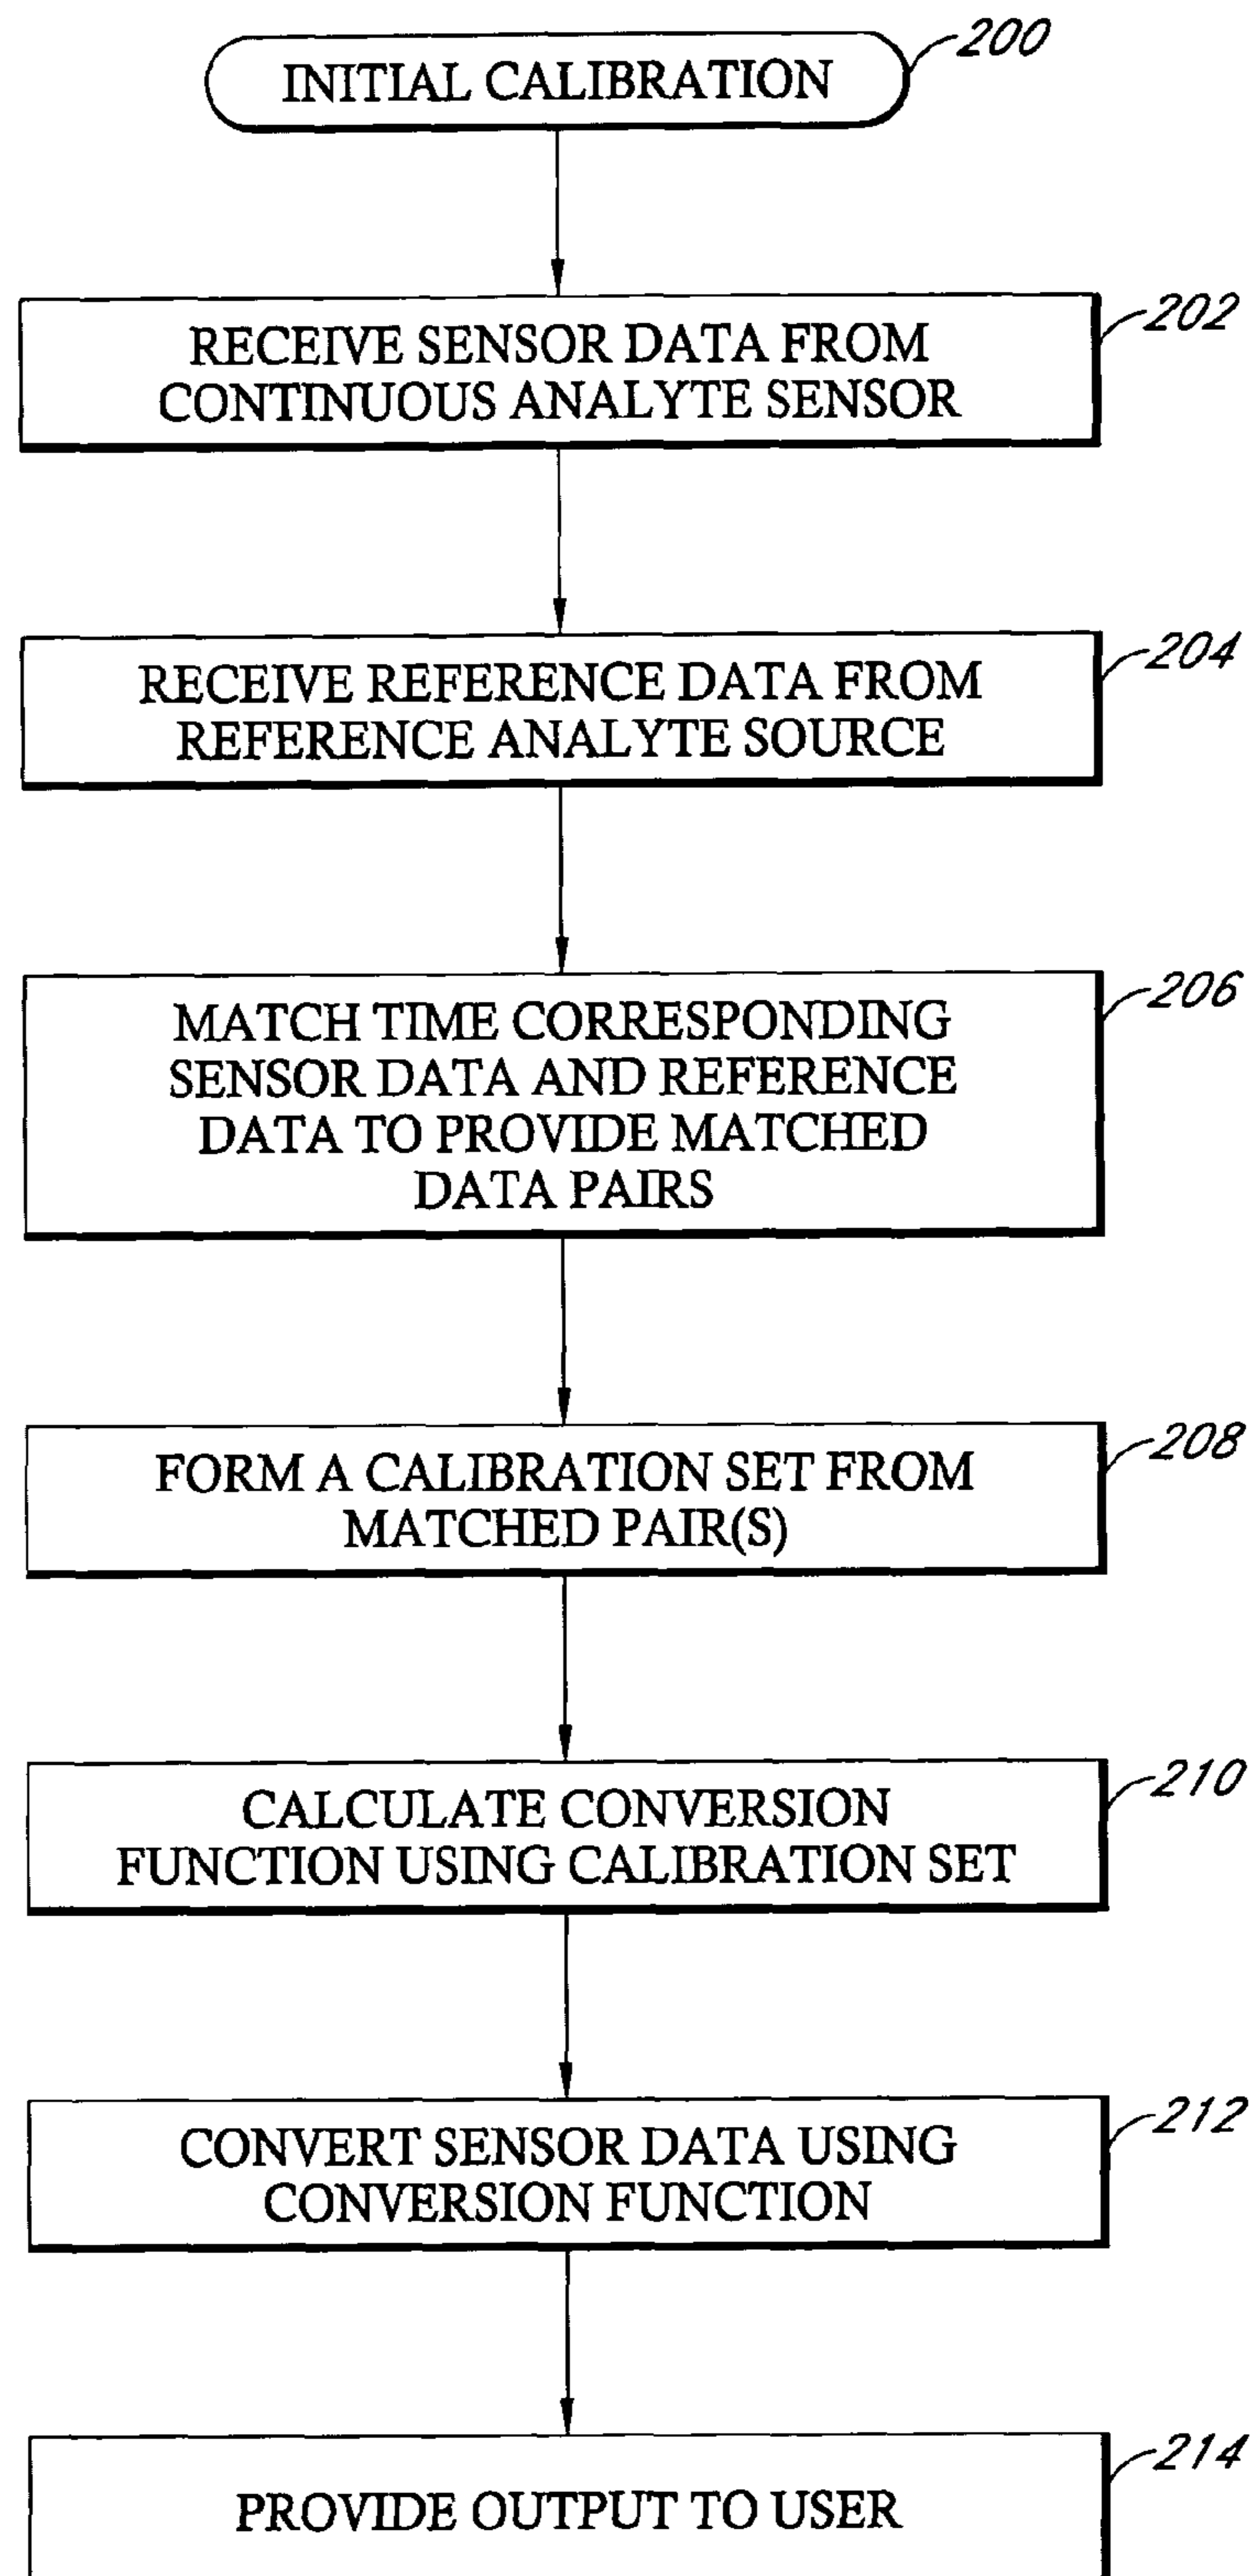 INITIAL CALIBRATION
200
RECEIVE SENSOR DATA FROM
CONTINUOUS ANALYTE SENSOR
202
RECEIVE REFERENCE DATA FROM
REFERENCE ANALYTE SOURCE
204
MATCH TIME CORRESPONDING
SENSOR DATA AND REFERENCE
DATA TO PROVIDE MATCHED
DATA PAIRS
206
FORM A CALIBRATION SET FROM
MATCHED PAIR(S)
208
CALCULATE CONVERSION
FUNCTION USING CALIBRATION SET
210
CONVERT SENSOR DATA USING
CONVERSION FUNCTION
212
PROVIDE OUTPUT TO USER
214